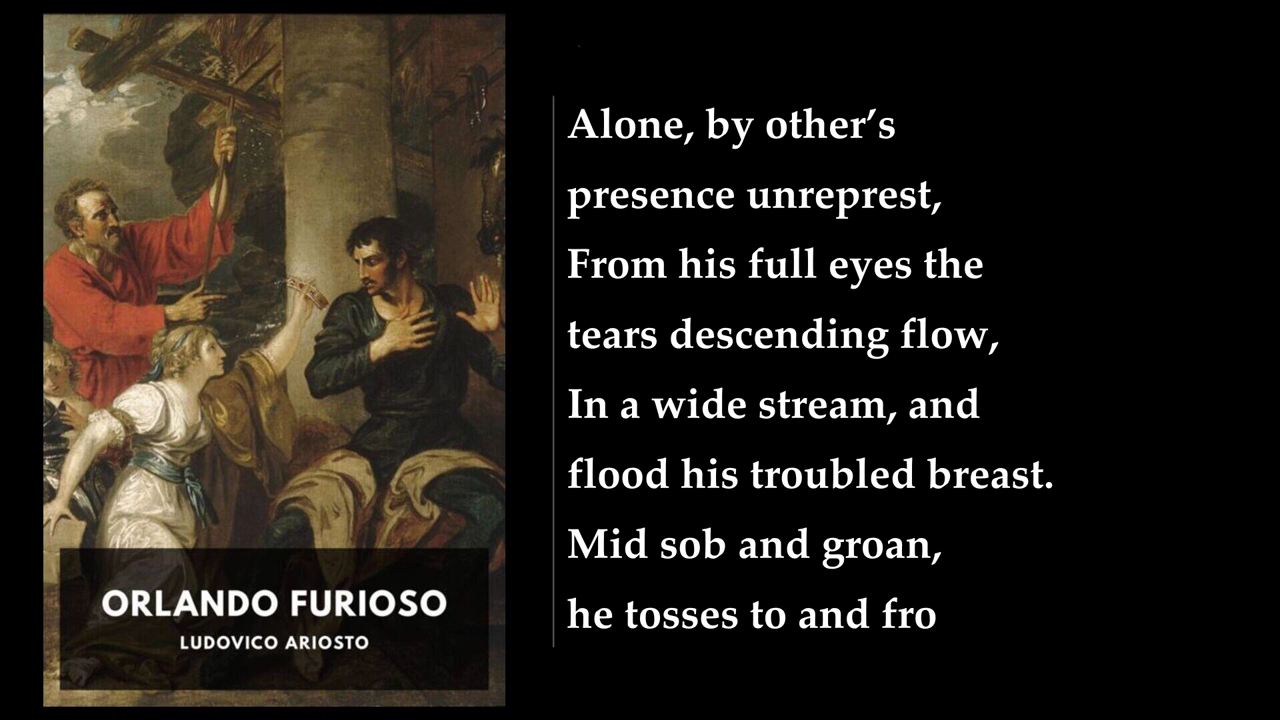 Alone, by other’s
presence unreprest,
From his full eyes the
tears descending flow,
In a wide stream, and
flood his troubled breast.
Mid sob and groan,
he tosses to and fro
ORLANDO FURIOSO
LUDOVICO ARIOSTO